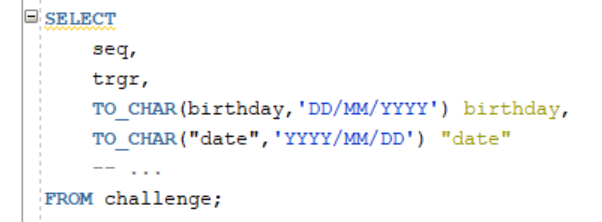 SELECT
seq,
trgr,
TO_CHAR(birthday,'DD/MM/YYYY') birthday,
TO_CHAR("date",'YYYY/MM/DD') "date"
-- ...
FROM challenge;